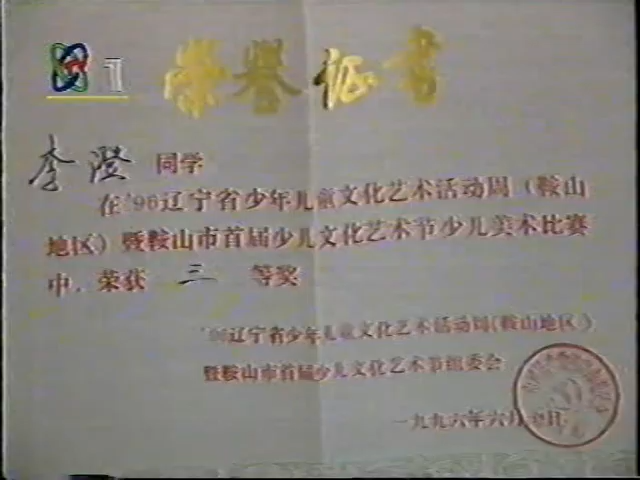 1
荣誉证书
李澄 同学
在'96辽宁省少年儿童文化艺术活动周（鞍山
地区）暨鞍山市首届少儿文化艺术节少儿美术比赛
中，荣获 三 等奖
'96辽宁省少年儿童文化艺术活动周(鞍山地区)
暨鞍山市首届少儿文化艺术节组委会
一九九六年六月 日